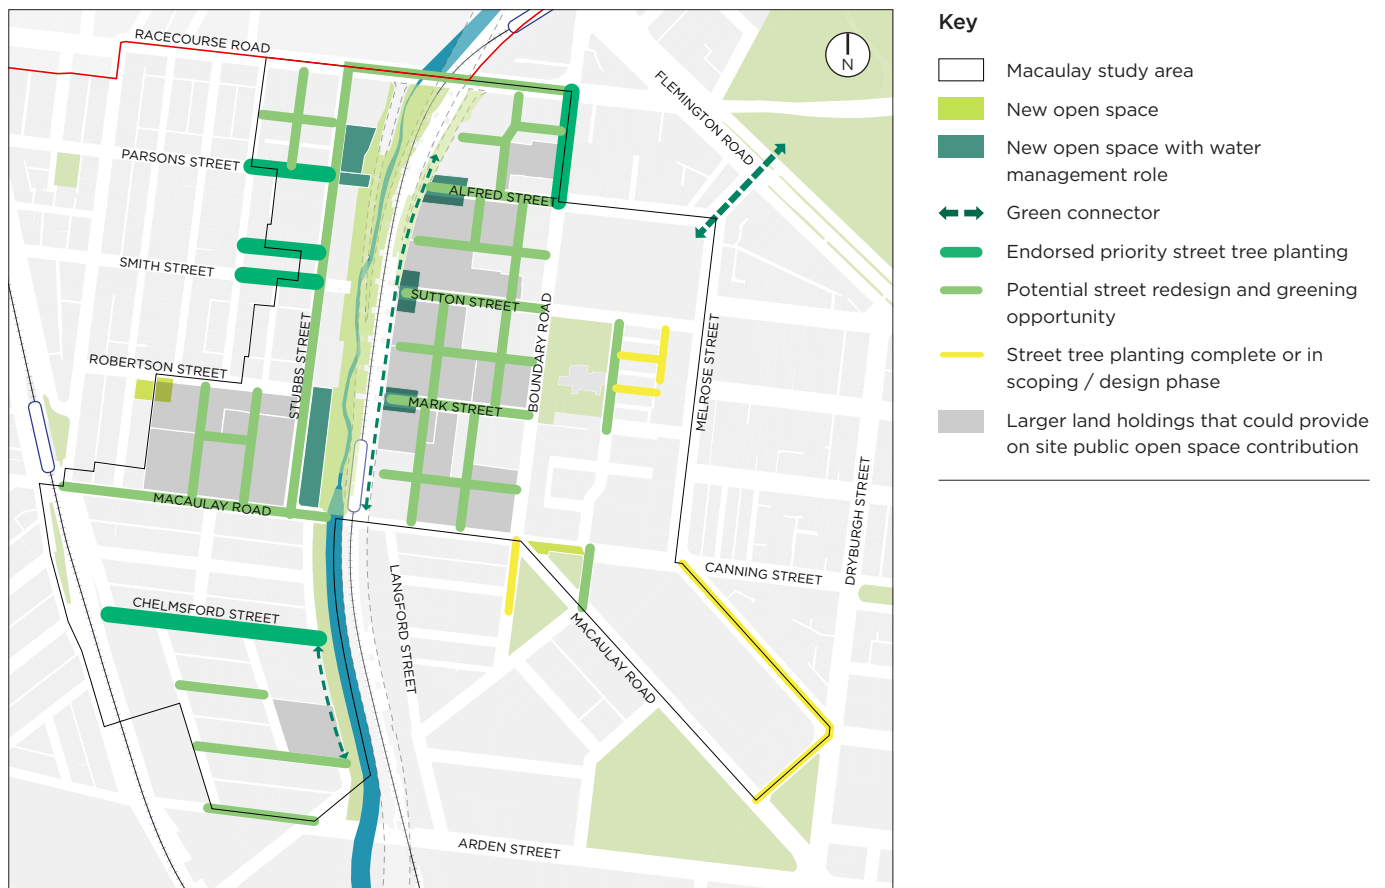 RACECOURSE ROAD
N
FLEMINGTON ROAD
PARSONS STREET
ALFRED STREET
SMITH STREET
SUTTON STREET
STUBBS STREET
BOUNDARY ROAD
MELROSE STREET
ROBERTSON STREET
MARK STREET
MACAULAY ROAD
DRYBURGH STREET
CANNING STREET
LANGFORD STREET
CHELMSFORD STREET
MACAULAY ROAD
ARDEN STREET
Key
Macaulay study area
New open space
New open space with water
management role
Green connector
Endorsed priority street tree planting
Potential street redesign and greening
opportunity
Street tree planting complete or in
scoping / design phase
Larger land holdings that could provide
on site public open space contribution